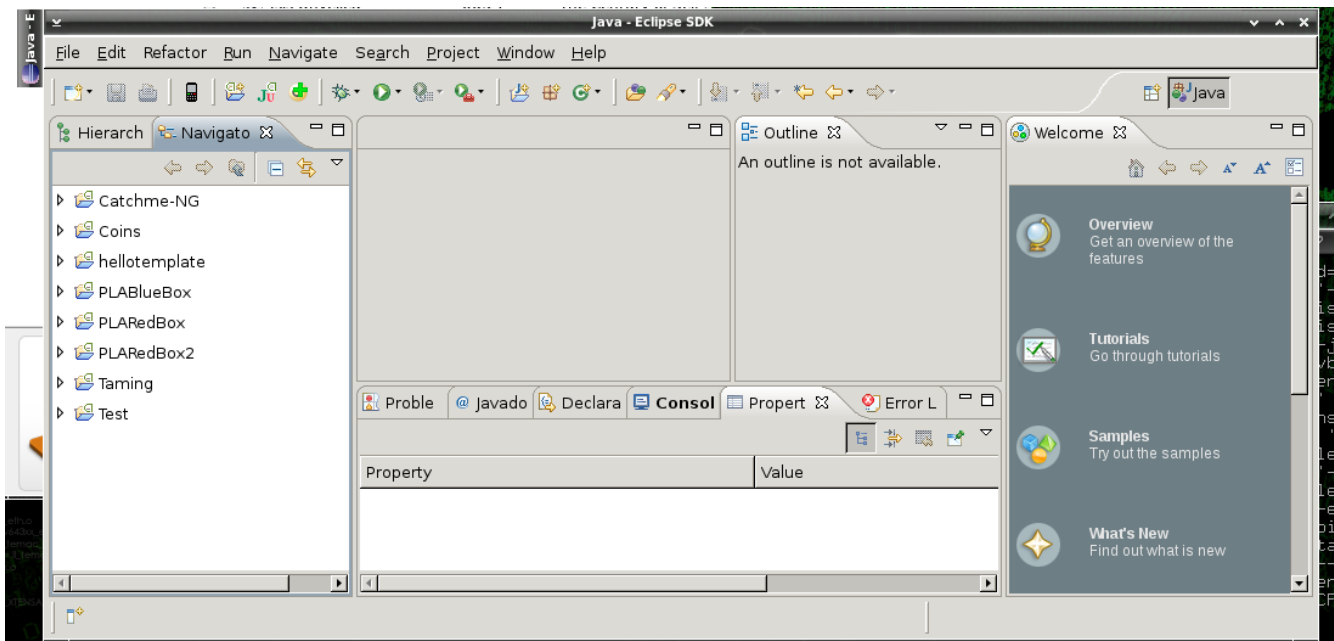 Java - Eclipse SDK
Java - E
File Edit Refactor Run Navigate Search Project Window Help
Java
Hierarch
Navigato
Outline
Welcome
An outline is not available.
Catchme-NG
Coins
hellotemplate
PLABlueBox
PLARedBox
PLARedBox2
Taming
Test
Overview
Get an overview of the
features
Tutorials
Go through tutorials
Samples
Try out the samples
What's New
Find out what is new
Proble
@ Javado
Declara
Consol
Propert
Error L
Property
Value